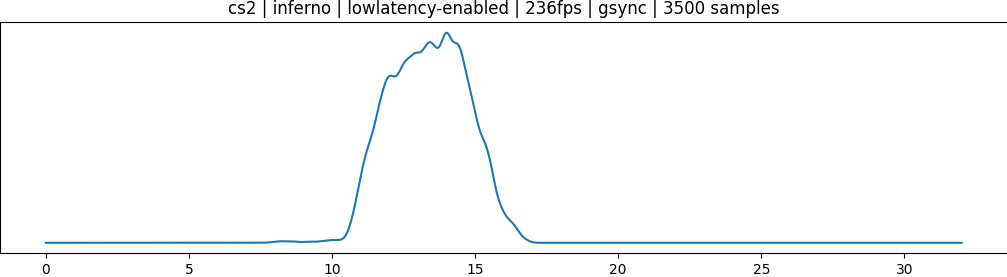 cs2 | inferno | lowlatency-enabled | 236fps | gsync | 3500 samples
0 5 10 15 20 25 30